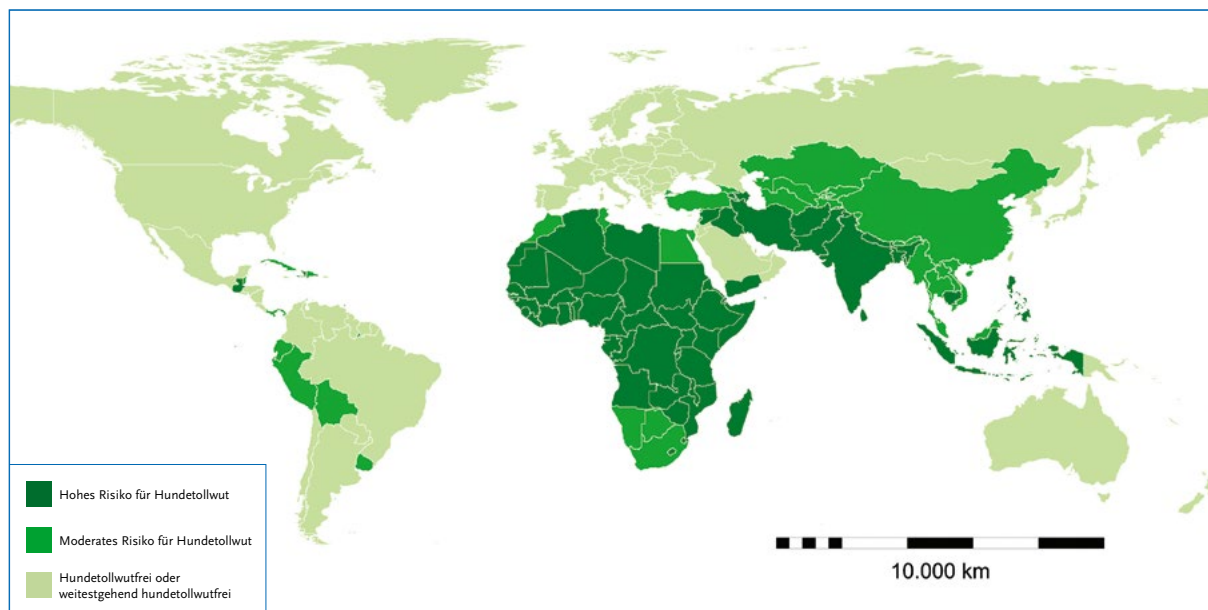 Hohes Risiko für Hundetollwut
Moderates Risiko für Hundetollwut
Hundetollwutfrei oder
weitestgehend hundetollwutfrei
10.000 km